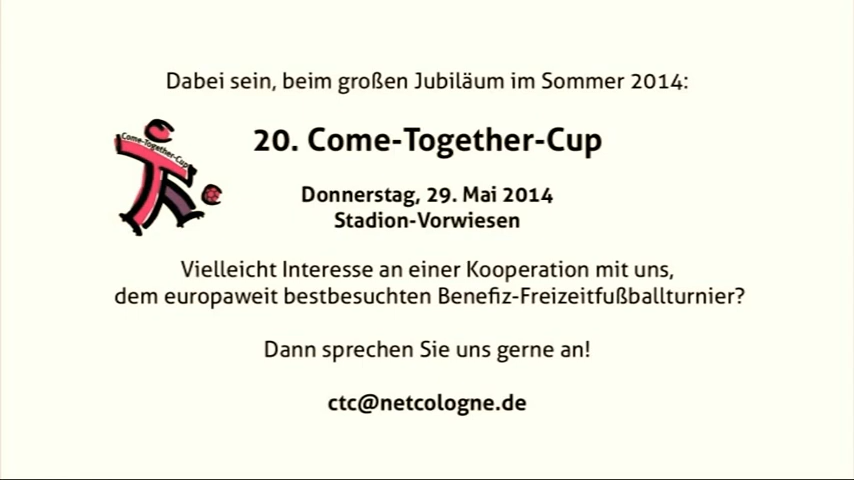 Dabei sein, beim großen Jubiläum im Sommer 2014:
Come-Together-Cup
20. Come-Together-Cup
Donnerstag, 29. Mai 2014
Stadion-Vorwiesen
Vielleicht Interesse an einer Kooperation mit uns,
dem europaweit bestbesuchten Benefiz-Freizeitfußballturnier?
Dann sprechen Sie uns gerne an!
ctc@netcologne.de